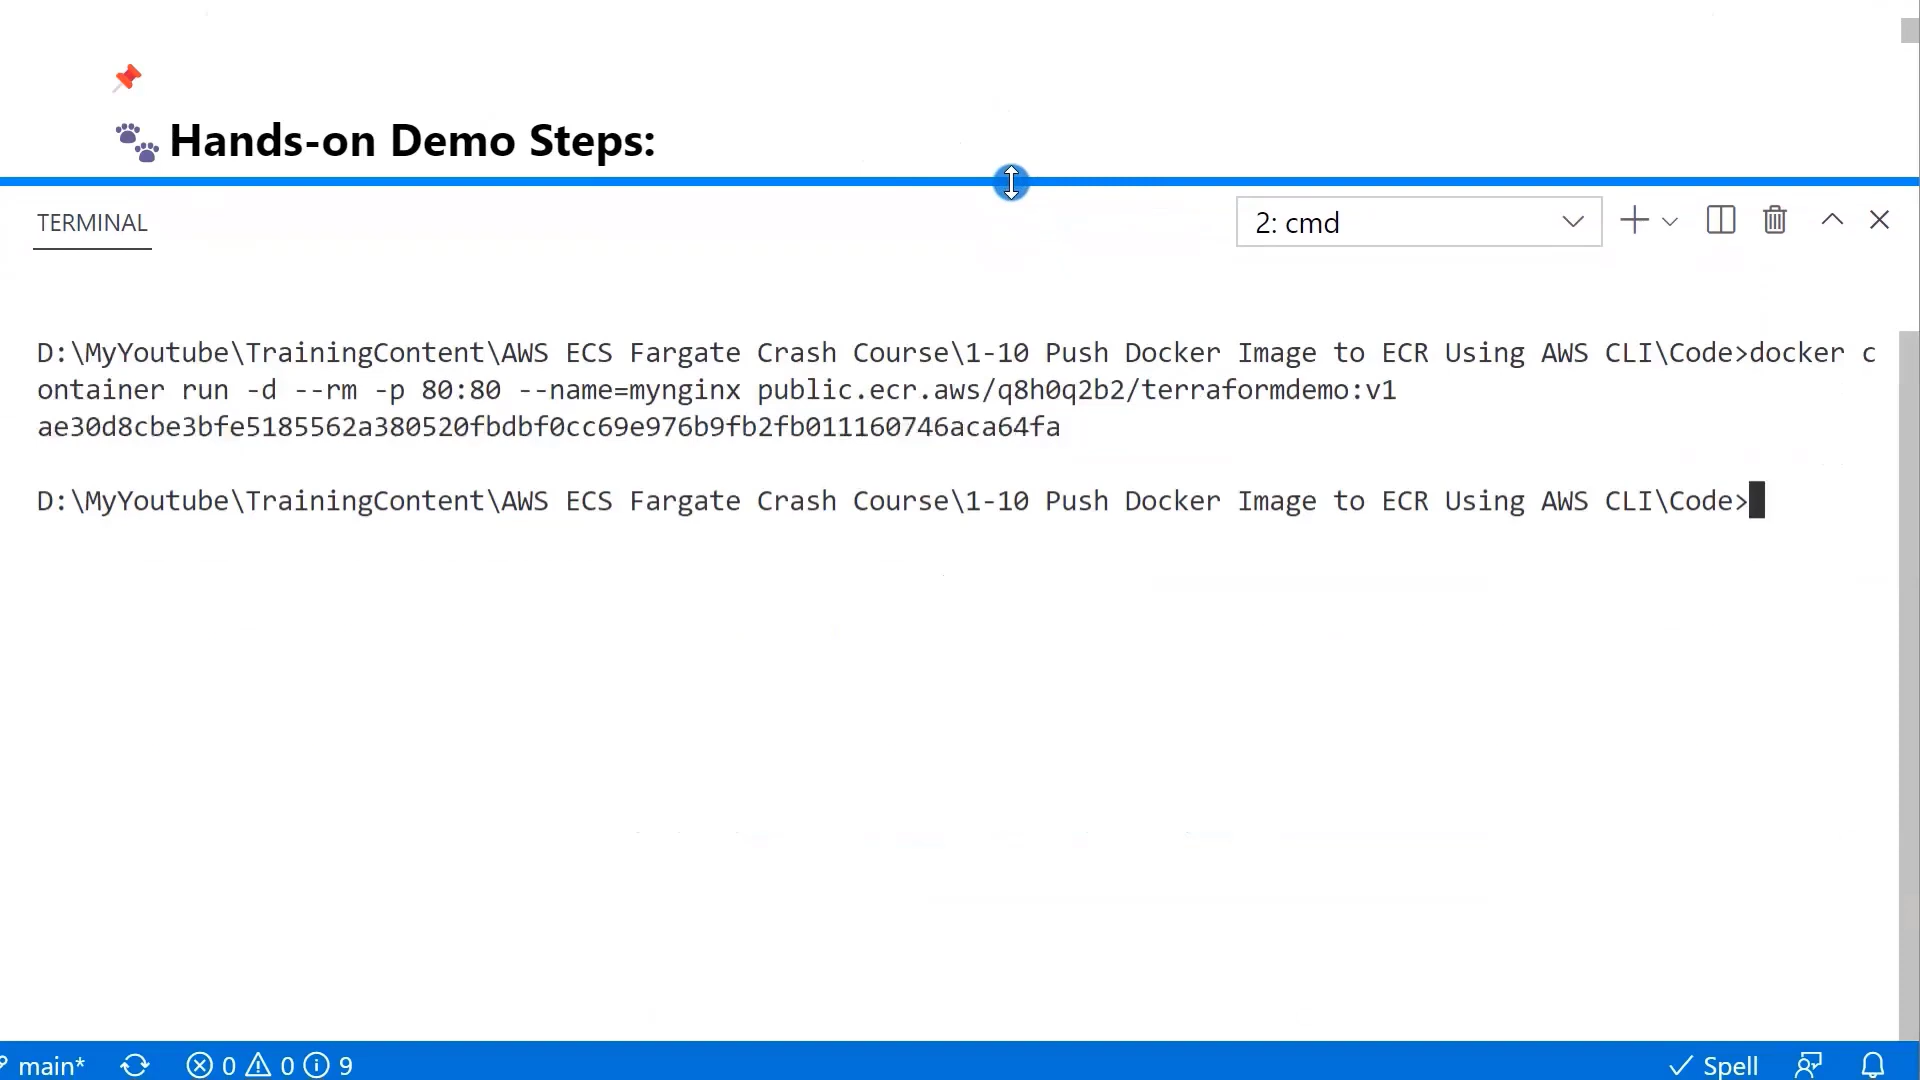 Hands-on Demo Steps:
TERMINAL
2: cmd
D:\MyYoutube\TrainingContent\AWS ECS Fargate Crash Course\1-10 Push Docker Image to ECR Using AWS CLI\Code>docker c
ontainer run -d --rm -p 80:80 --name=mynginx public.ecr.aws/q8h0q2b2/terraformdemo:v1
ae30d8cbe3bfe5185562a380520fbdbf0cc69e976b9fb2fb011160746aca64fa
D:\MyYoutube\TrainingContent\AWS ECS Fargate Crash Course\1-10 Push Docker Image to ECR Using AWS CLI\Code>
main* 0 0 9 Spell